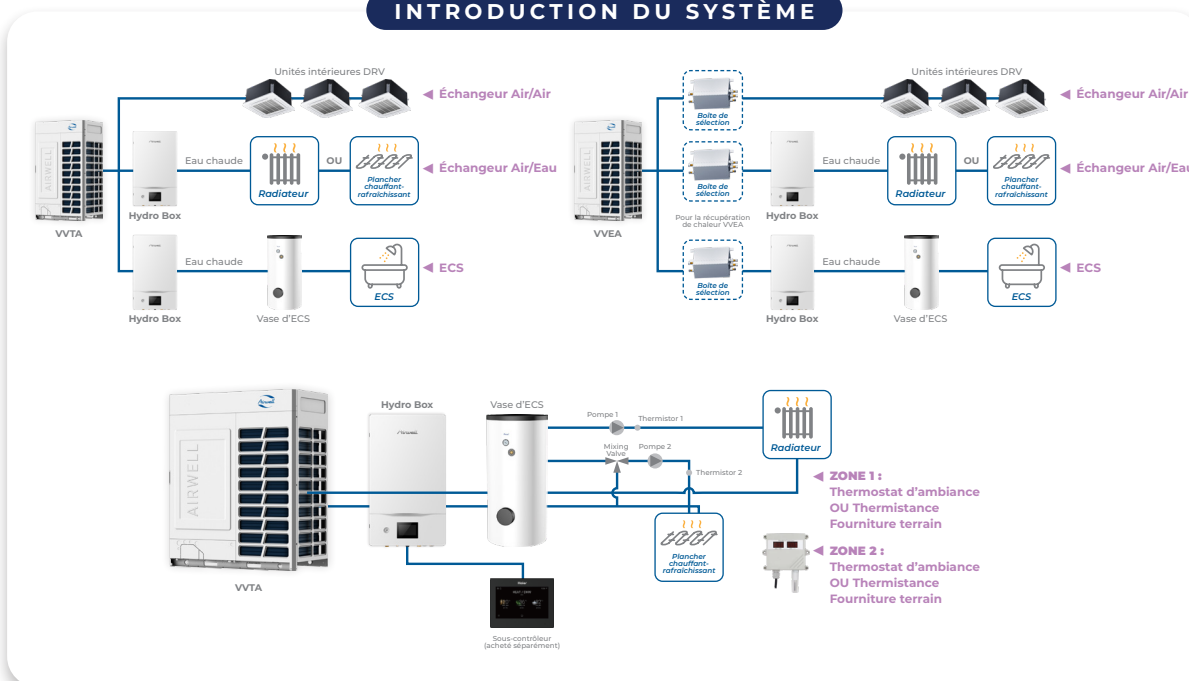 INTRODUCTION DU SYSTÈME
Unités intérieures DRV
Échangeur Air/Air
AIRWELL
VVTA
Hydro Box
Eau chaude
Radiateur
OU
Plancher
chauffant-
rafraîchissant
Échangeur Air/Eau
Hydro Box
Eau chaude
Vase d'ECS
ECS
ECS
Unités intérieures DRV
Échangeur Air/Air
Boîte de
sélection
AIRWELL
VVEA
Boîte de
sélection
Pour la récupération
de chaleur VVEA
Hydro Box
Eau chaude
Radiateur
OU
Plancher
chauffant-
rafraîchissant
Échangeur Air/Eau
Boîte de
sélection
Hydro Box
Eau chaude
Vase d'ECS
ECS
ECS
Airwell
AIRWELL
VVTA
Hydro Box
Airwell
Vase d'ECS
Pompe 1
Thermistor 1
Mixing
Valve
Pompe 2
Thermistor 2
Radiateur
Plancher
chauffant-
rafraîchissant
Sous-contrôleur
(acheté séparément)
ZONE 1 :
Thermostat d'ambiance
OU Thermistance
Fourniture terrain
ZONE 2 :
Thermostat d'ambiance
OU Thermistance
Fourniture terrain